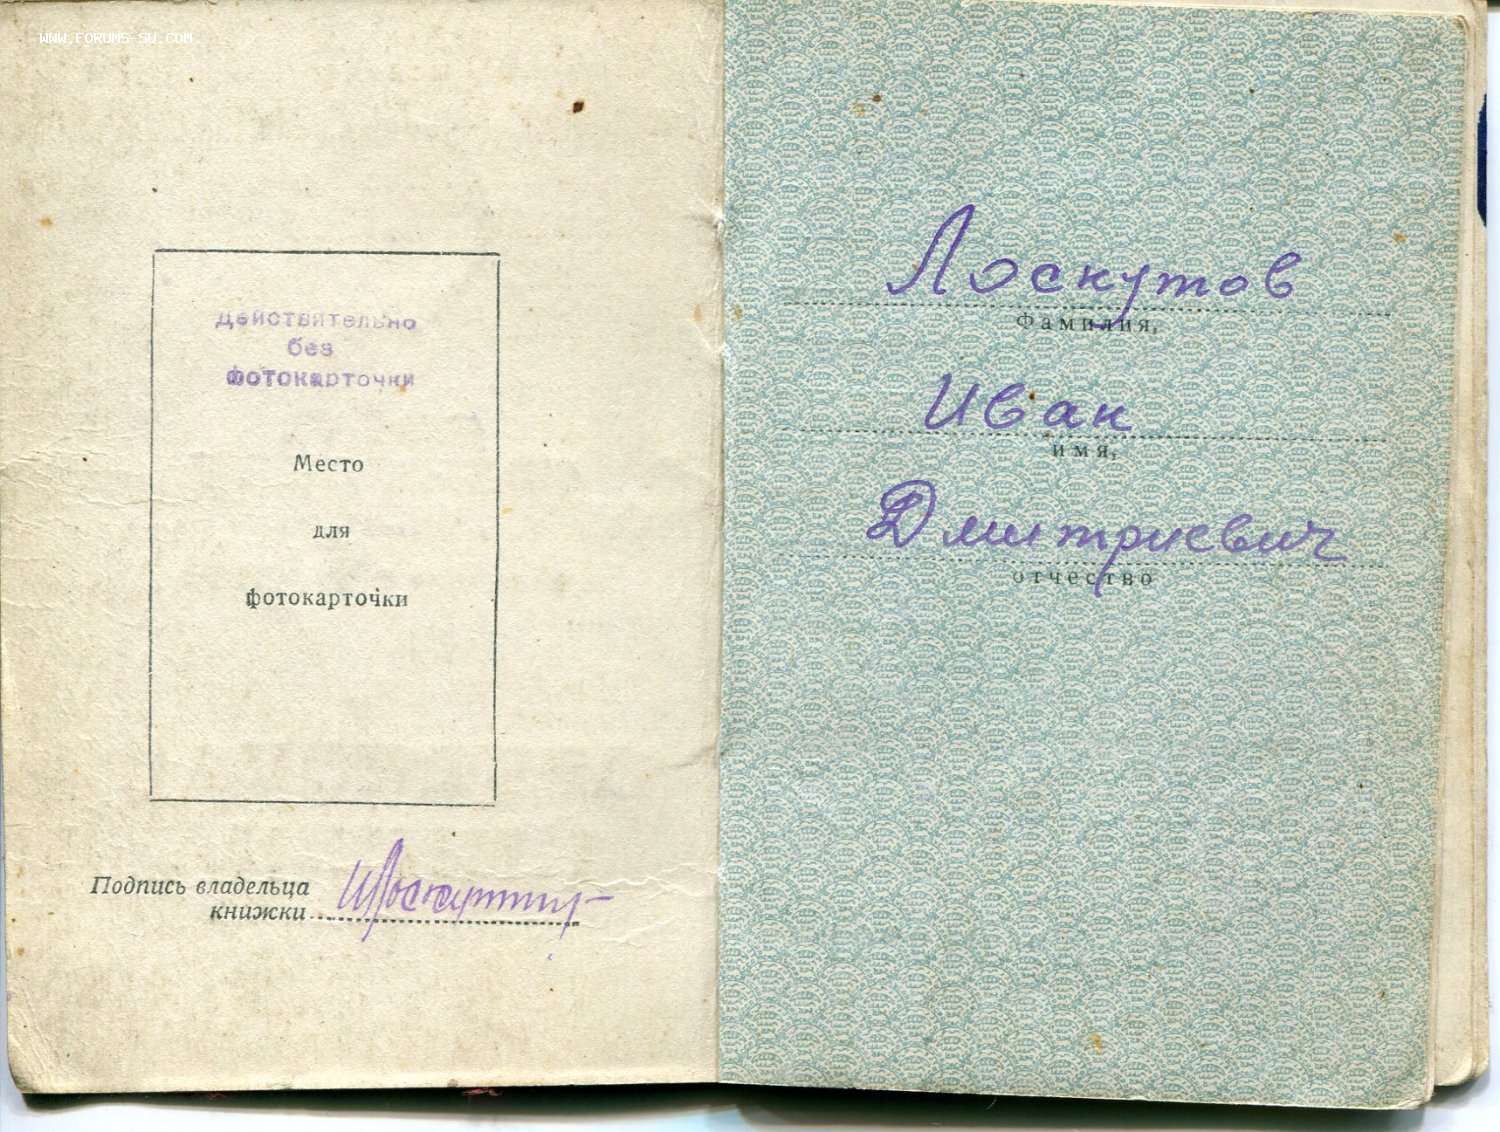 WWW.FORUMS-SU.COM
Действительно
без
фотокарточки
Место
для
фотокарточки
Подпись владельца
книжки
Лоскутов
фамилия,
Иван
имя,
Дмитриевич
отчество